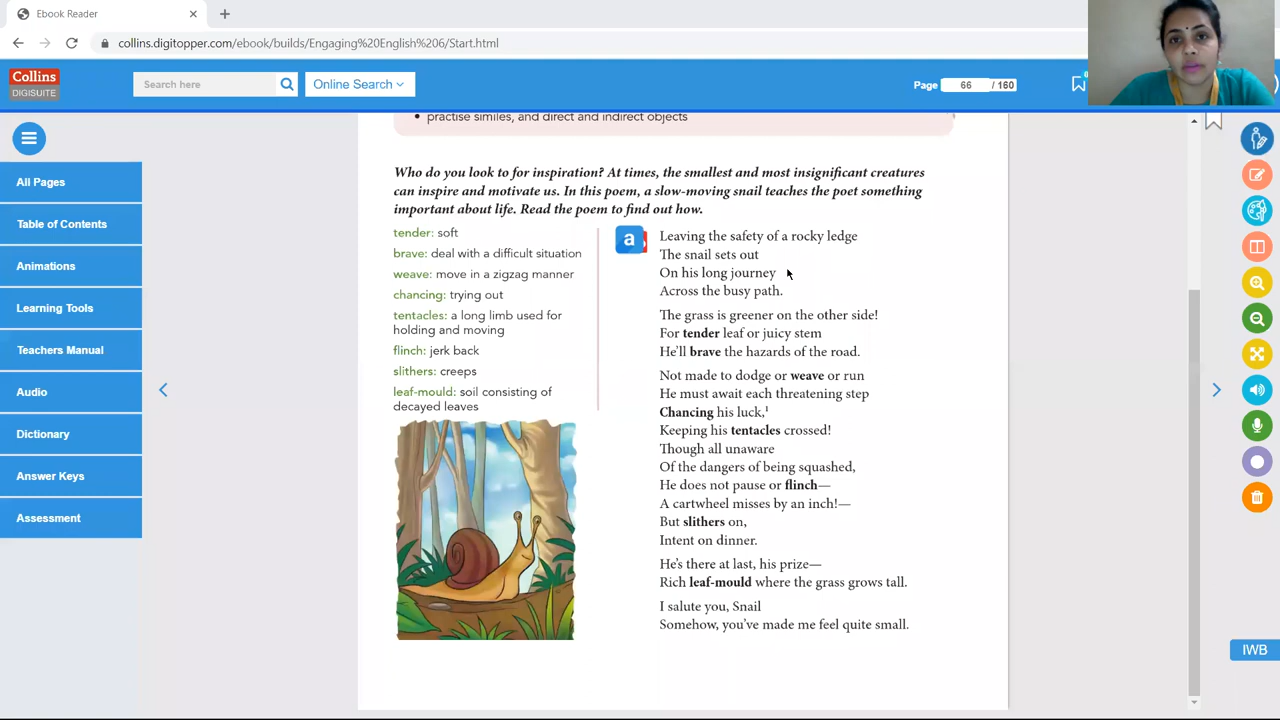 Ebook Reader
collins.digitopper.com/ebook/builds/Engaging%20English%206/Start.html
Collins
DIGISUITE
Search here
Online Search
Page 66 / 160
All Pages
Table of Contents
Animations
Learning Tools
Teachers Manual
Audio
Dictionary
Answer Keys
Assessment
• practise similes, and direct and indirect objects
Who do you look to for inspiration? At times, the smallest and most insignificant creatures
can inspire and motivate us. In this poem, a slow-moving snail teaches the poet something
important about life. Read the poem to find out how.
tender: soft
brave: deal with a difficult situation
weave: move in a zigzag manner
chancing: trying out
tentacles: a long limb used for
holding and moving
flinch: jerk back
slithers: creeps
leaf-mould: soil consisting of
decayed leaves
a
Leaving the safety of a rocky ledge
The snail sets out
On his long journey
Across the busy path.
The grass is greener on the other side!
For tender leaf or juicy stem
He'll brave the hazards of the road.
Not made to dodge or weave or run
He must await each threatening step
Chancing his luck,¹
Keeping his tentacles crossed!
Though all unaware
Of the dangers of being squashed,
He does not pause or flinch—
A cartwheel misses by an inch!—
But slithers on,
Intent on dinner.
He's there at last, his prize—
Rich leaf-mould where the grass grows tall.
I salute you, Snail
Somehow, you've made me feel quite small.
IWB